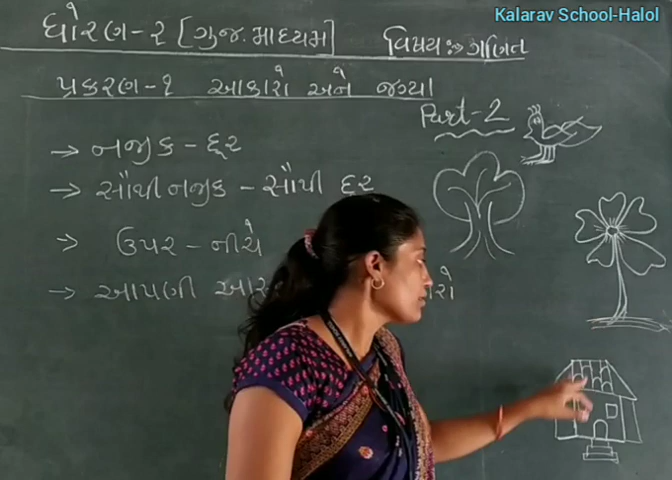 Kalarav School-Halol
ધોરણ-૨ [ગુજ. માધ્યમ] વિષય :-> ગણિત
પ્રકરણ-૧ આકારો અને જગ્યા
Part-2
-> નજીક - દૂર
-> સૌથી નજીક - સૌથી દૂર
-> ઉપર - નીચે
-> આપણી